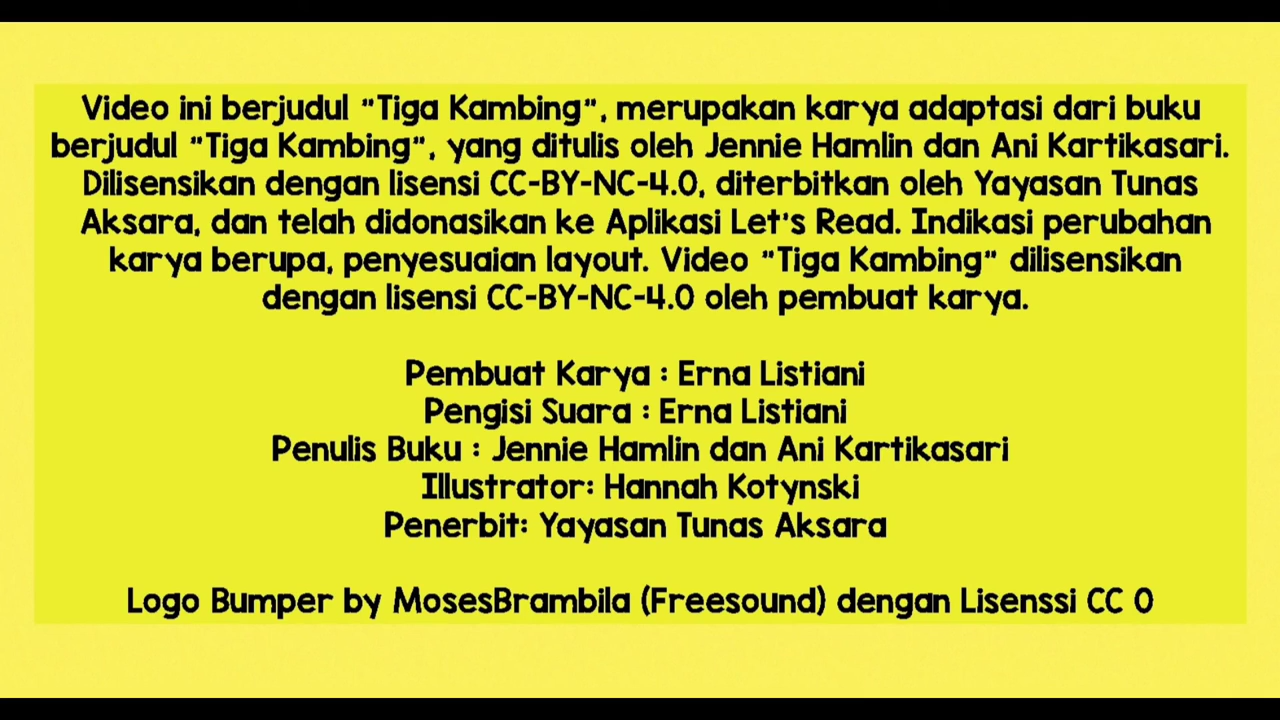 Video ini berjudul "Tiga Kambing", merupakan karya adaptasi dari buku
berjudul "Tiga Kambing", yang ditulis oleh Jennie Hamlin dan Ani Kartikasari.
Dilisensikan dengan lisensi CC-BY-NC-4.0, diterbitkan oleh Yayasan Tunas
Aksara, dan telah didonasikan ke Aplikasi Let's Read. Indikasi perubahan
karya berupa, penyesuaian layout. Video "Tiga Kambing" dilisensikan
dengan lisensi CC-BY-NC-4.0 oleh pembuat karya.
Pembuat Karya : Erna Listiani
Pengisi Suara : Erna Listiani
Penulis Buku : Jennie Hamlin dan Ani Kartikasari
Illustrator: Hannah Kotynski
Penerbit: Yayasan Tunas Aksara
Logo Bumper by MosesBrambila (Freesound) dengan Lisenssi CC 0